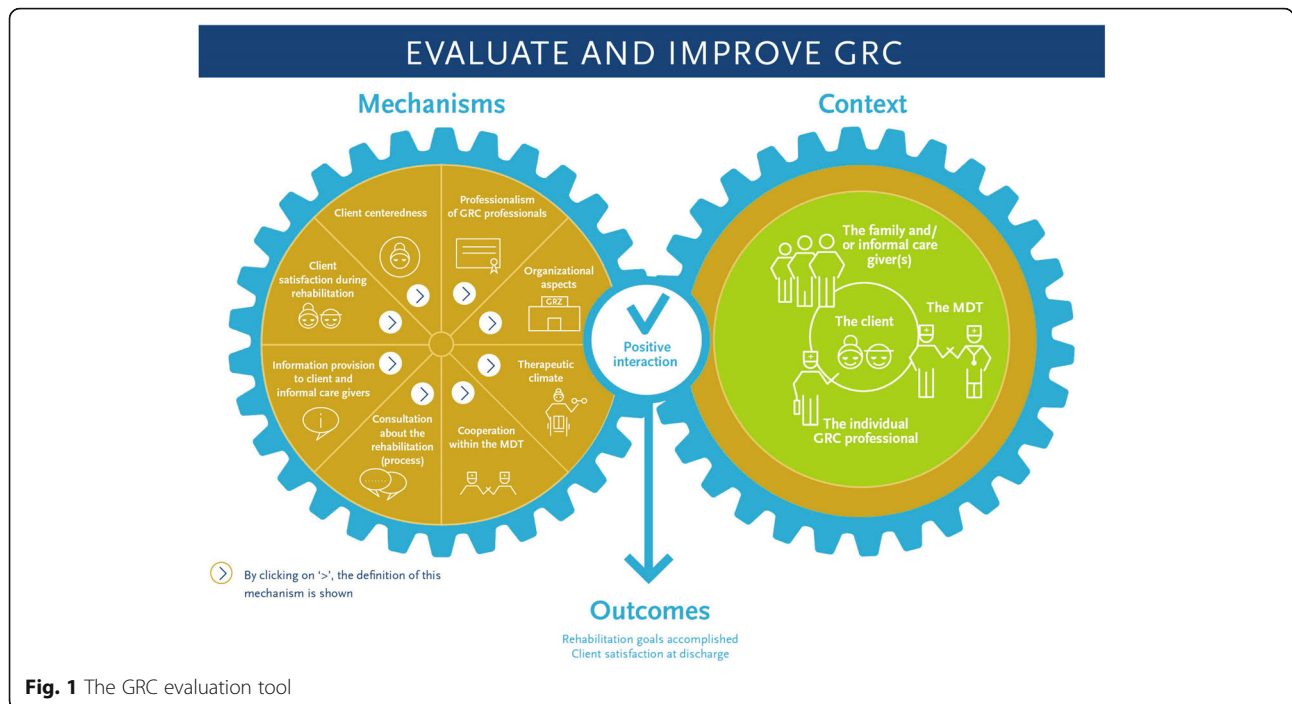 EVALUATE AND IMPROVE GRC
Mechanisms
Context
Client centeredness
Professionalism
of GRC professionals
Client
satisfaction during
rehabilitation
Organizational
aspects
GRZ
Information provision
to client and
informal care givers
i
Therapeutic
climate
Consultation
about the
rehabilitation
(process)
Cooperation
within the MDT
Positive
interaction
The family and/
or informal care
giver(s)
The client
The MDT
The individual
GRC professional
By clicking on ‘>’, the definition of this
mechanism is shown
Outcomes
Rehabilitation goals accomplished
Client satisfaction at discharge
Fig. 1 The GRC evaluation tool